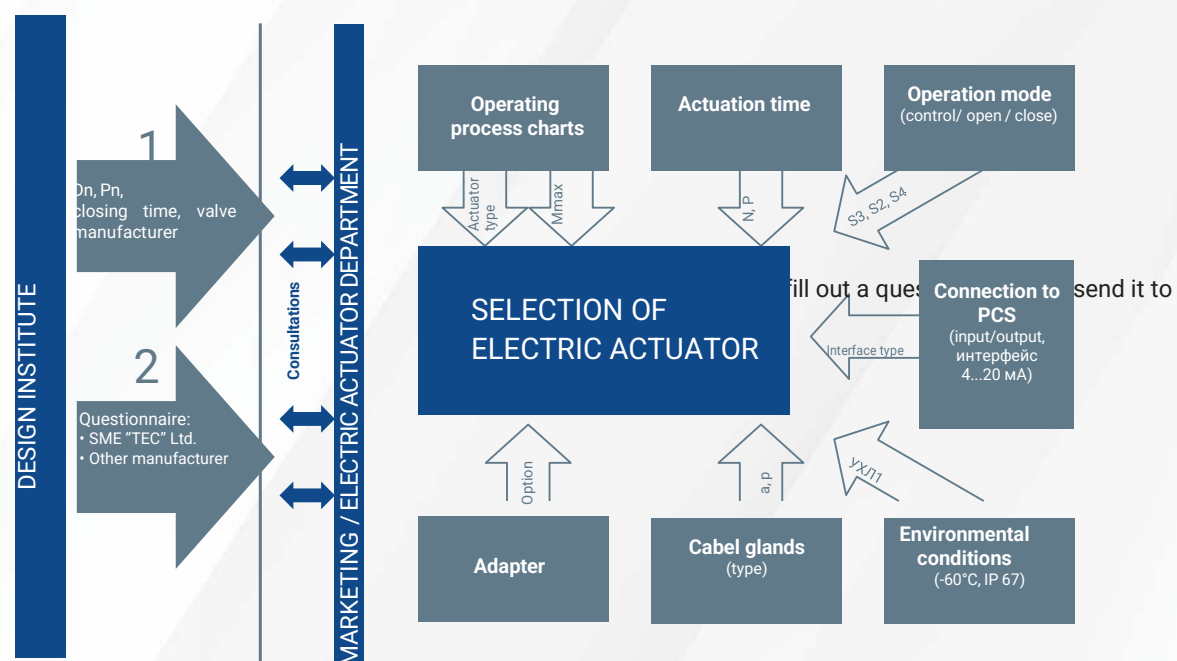 DESIGN INSTITUTE
1
Dn, Pn,
closing time, valve
manufacturer
2
Questionnaire:
• SME “TEC” Ltd.
• Other manufacturer
Consultations
MARKETING / ELECTRIC ACTUATOR DEPARTMENT
Operating
process charts
Actuation time
Operation mode
(control/ open / close)
Actuator
type
Mmax
N, P
S3, S2, S4
SELECTION OF
ELECTRIC ACTUATOR
fill out a ques
send it to
Connection to
PCS
(input/output,
интерфейс
4...20 мА)
Interface type
Option
a, p
УХЛ1
Adapter
Cabel glands
(type)
Environmental
conditions
(-60°C, IP 67)